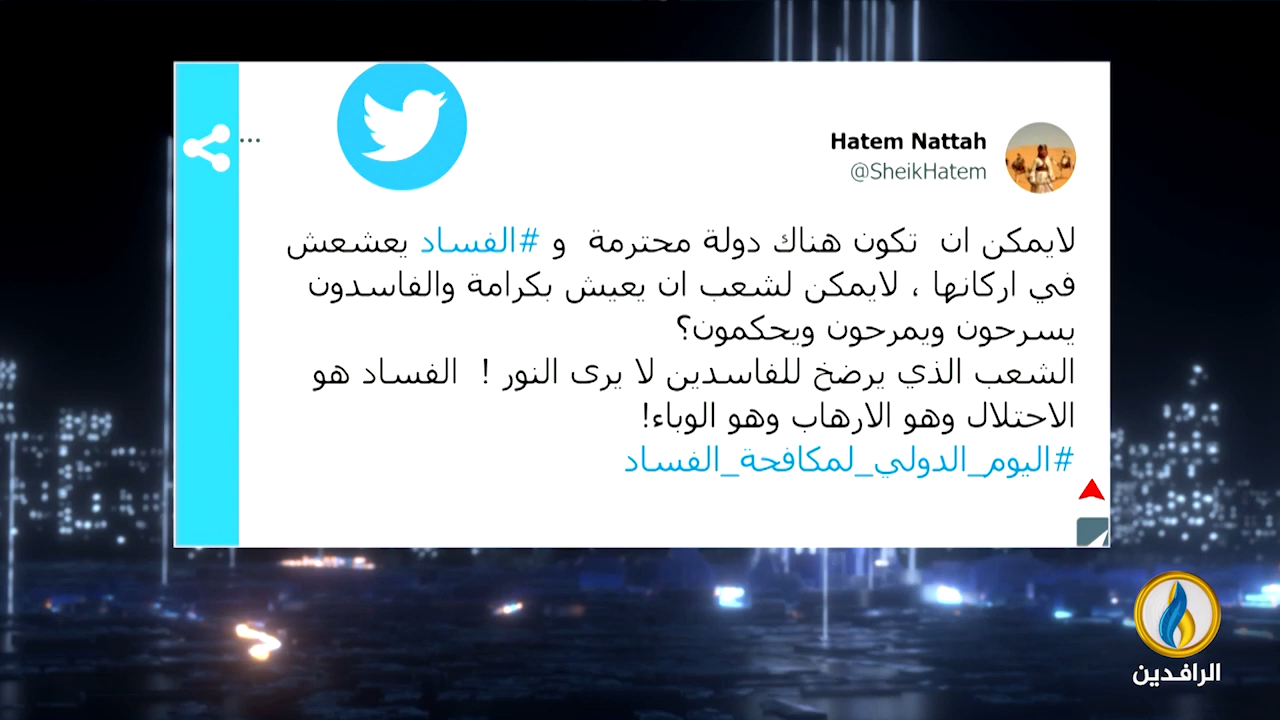 Hatem Nattah
@SheikHatem
لايمكن ان تكون هناك دولة محترمة و #الفساد يعشعش
في اركانها ، لايمكن لشعب ان يعيش بكرامة والفاسدون
يسرحون ويمرحون ويحكمون؟
الشعب الذي يرضخ للفاسدين لا يرى النور ! الفساد هو
الاحتلال وهو الارهاب وهو الوباء!
#اليوم_الدولي_لمكافحة_الفساد
الرافدين